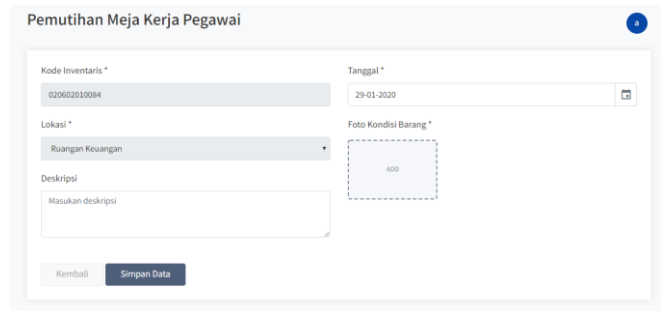 Pemutihan Meja Kerja Pegawai
a
Kode Inventaris *
020602010084
Tanggal *
29-01-2020
Lokasi *
Ruangan Keuangan
Foto Kondisi Barang *
ADD
Deskripsi
Masukan deskripsi
Kembali
Simpan Data